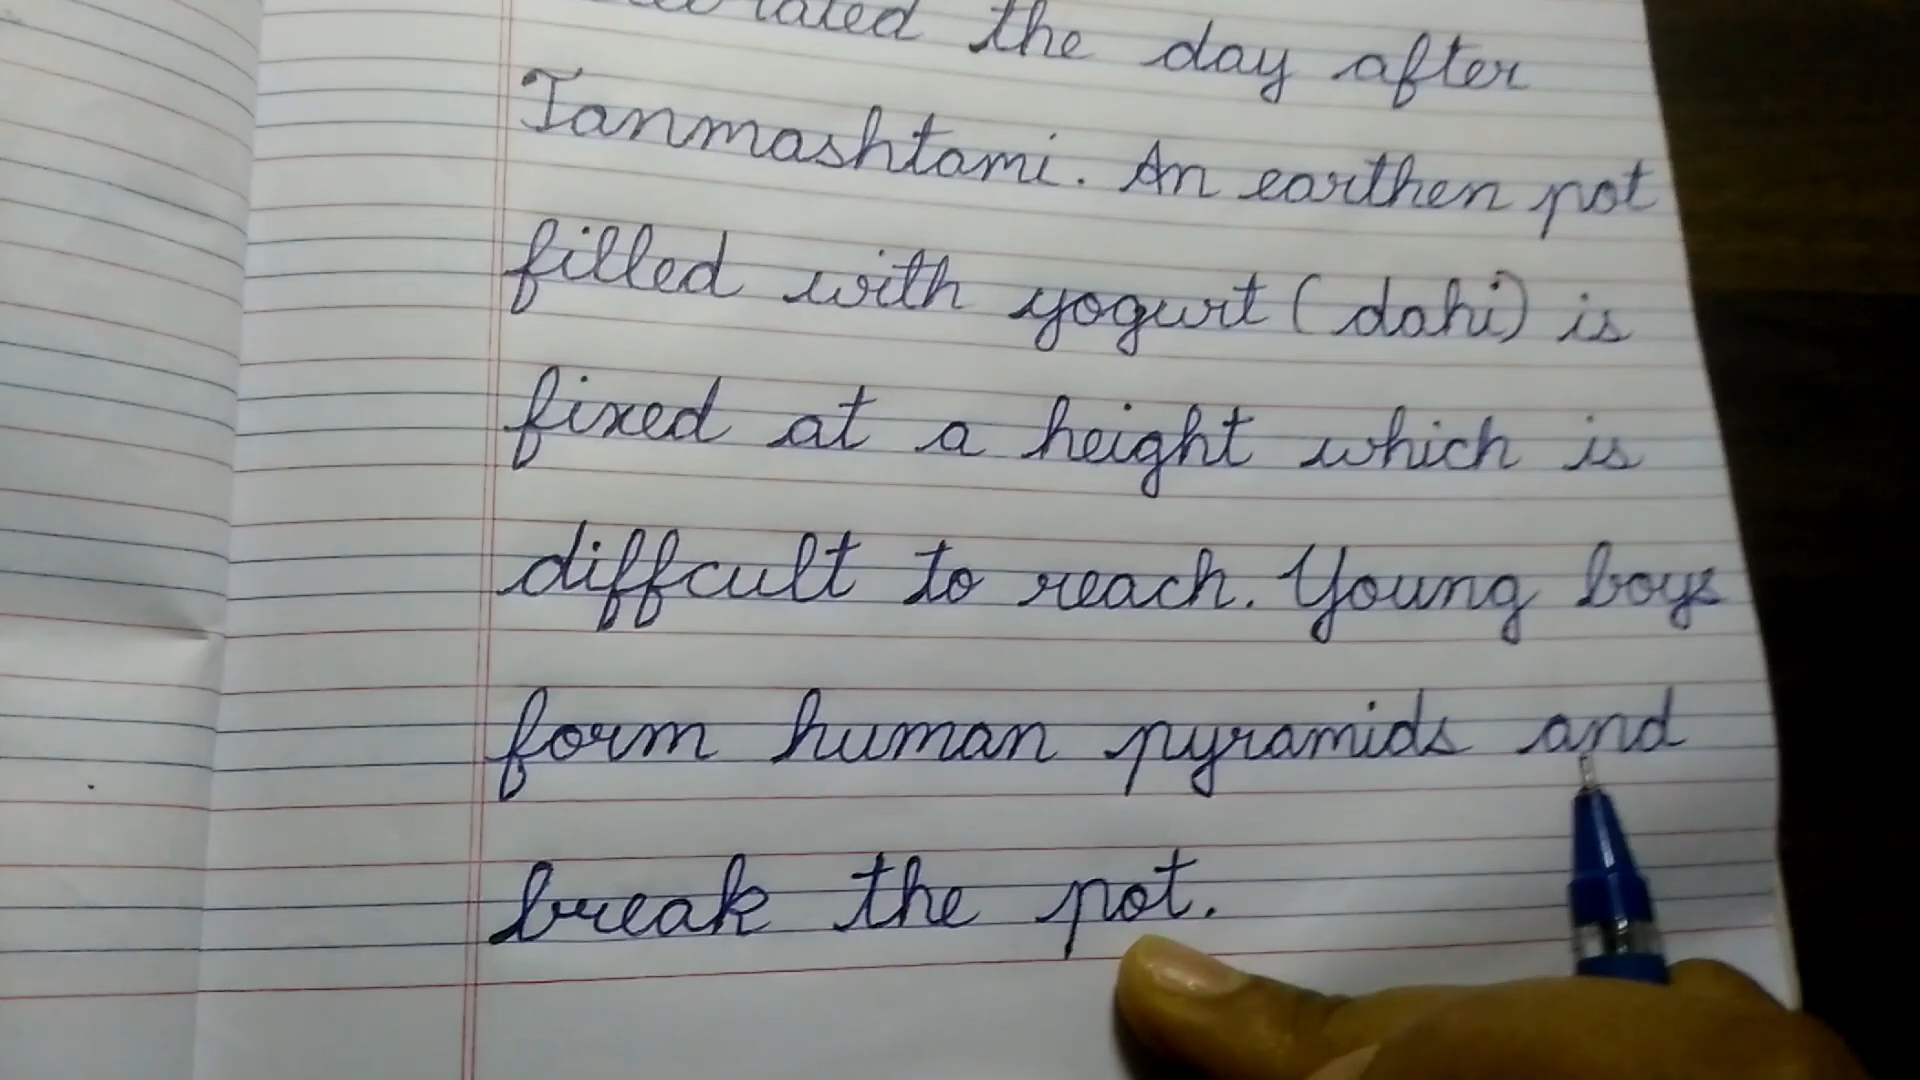 the day after
Janmashtami. An earthen pot
filled with yogurt (dahi) is
fixed at a height which is
diffcult to reach. Young boys
form human pyramids and
break the pot.